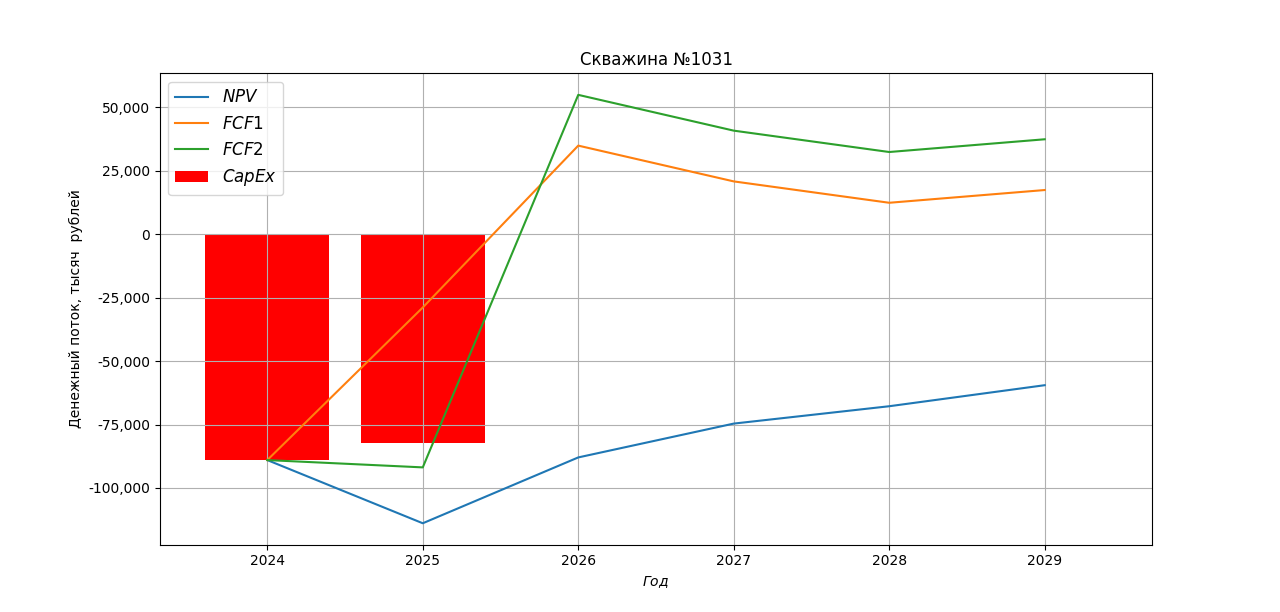 Скважина №1031
NPV
FCF1
FCF2
CapEx
50,000
25,000
0
-25,000
-50,000
-75,000
-100,000
Денежный поток, тысяч рублей
2024 2025 2026 2027 2028 2029
Год